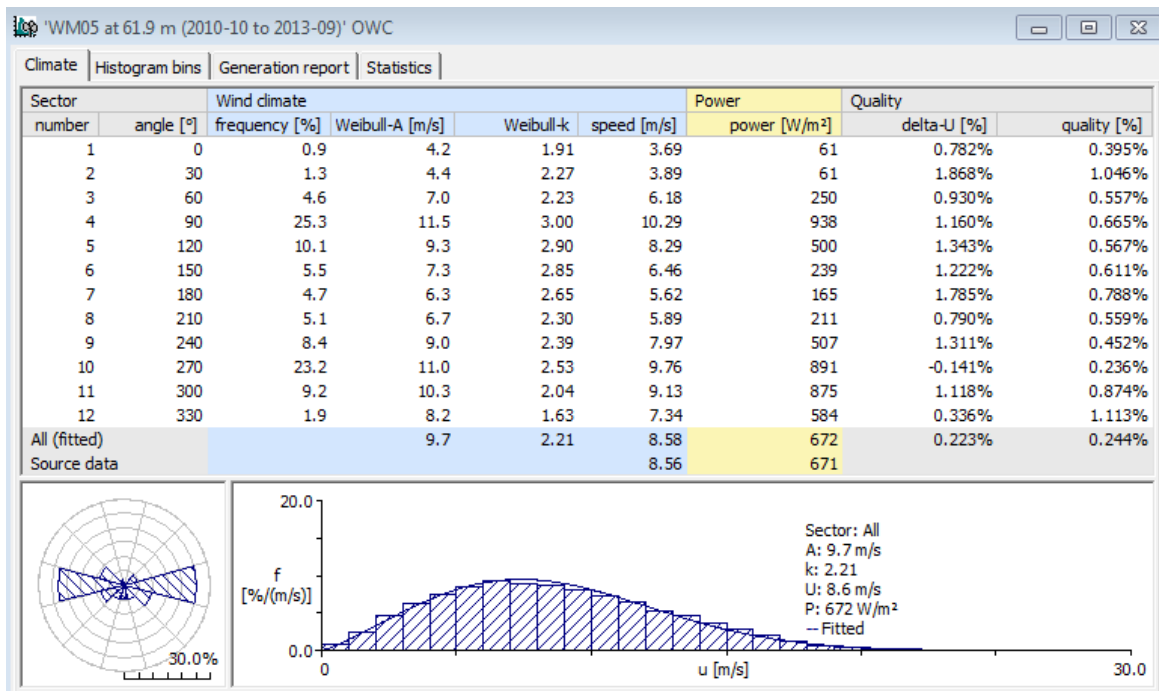 'WM05 at 61.9 m (2010-10 to 2013-09)' OWC
Climate Histogram bins Generation report Statistics
Sector Wind climate Power Quality
number angle [°] frequency [%] Weibull-A [m/s] Weibull-k speed [m/s] power [W/m²] delta-U [%] quality [%]
1 0 0.9 4.2 1.91 3.69 61 0.782% 0.395%
2 30 1.3 4.4 2.27 3.89 61 1.868% 1.046%
3 60 4.6 7.0 2.23 6.18 250 0.930% 0.557%
4 90 25.3 11.5 3.00 10.29 938 1.160% 0.665%
5 120 10.1 9.3 2.90 8.29 500 1.343% 0.567%
6 150 5.5 7.3 2.85 6.46 239 1.222% 0.611%
7 180 4.7 6.3 2.65 5.62 165 1.785% 0.788%
8 210 5.1 6.7 2.30 5.89 211 0.790% 0.559%
9 240 8.4 9.0 2.39 7.97 507 1.311% 0.452%
10 270 23.2 11.0 2.53 9.76 891 -0.141% 0.236%
11 300 9.2 10.3 2.04 9.13 875 1.118% 0.874%
12 330 1.9 8.2 1.63 7.34 584 0.336% 1.113%
All (fitted) 9.7 2.21 8.58 672 0.223% 0.244%
Source data 8.56 671
30.0%
20.0
f
[%/(m/s)]
0.0
0
u [m/s]
30.0
Sector: All
A: 9.7 m/s
k: 2.21
U: 8.6 m/s
P: 672 W/m²
-- Fitted